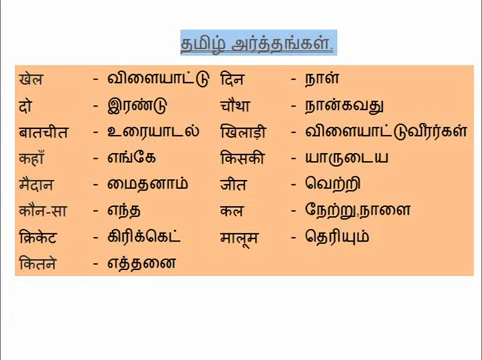 தமிழ் அர்த்தங்கள்.
खेल - விளையாட்டு दिन - நாள்
दो - இரண்டு चौथा - நான்கவது
बातचीत - உரையாடல் खिलाड़ी - விளையாட்டுவீரர்கள்
कहाँ - எங்கே किसकी - யாருடைய
मैदान - மைதனாம் जीत - வெற்றி
कौन-सा - எந்த कल - நேற்று,நாளை
क्रिकेट - கிரிக்கெட் मालूम - தெரியும்
कितने - எத்தனை